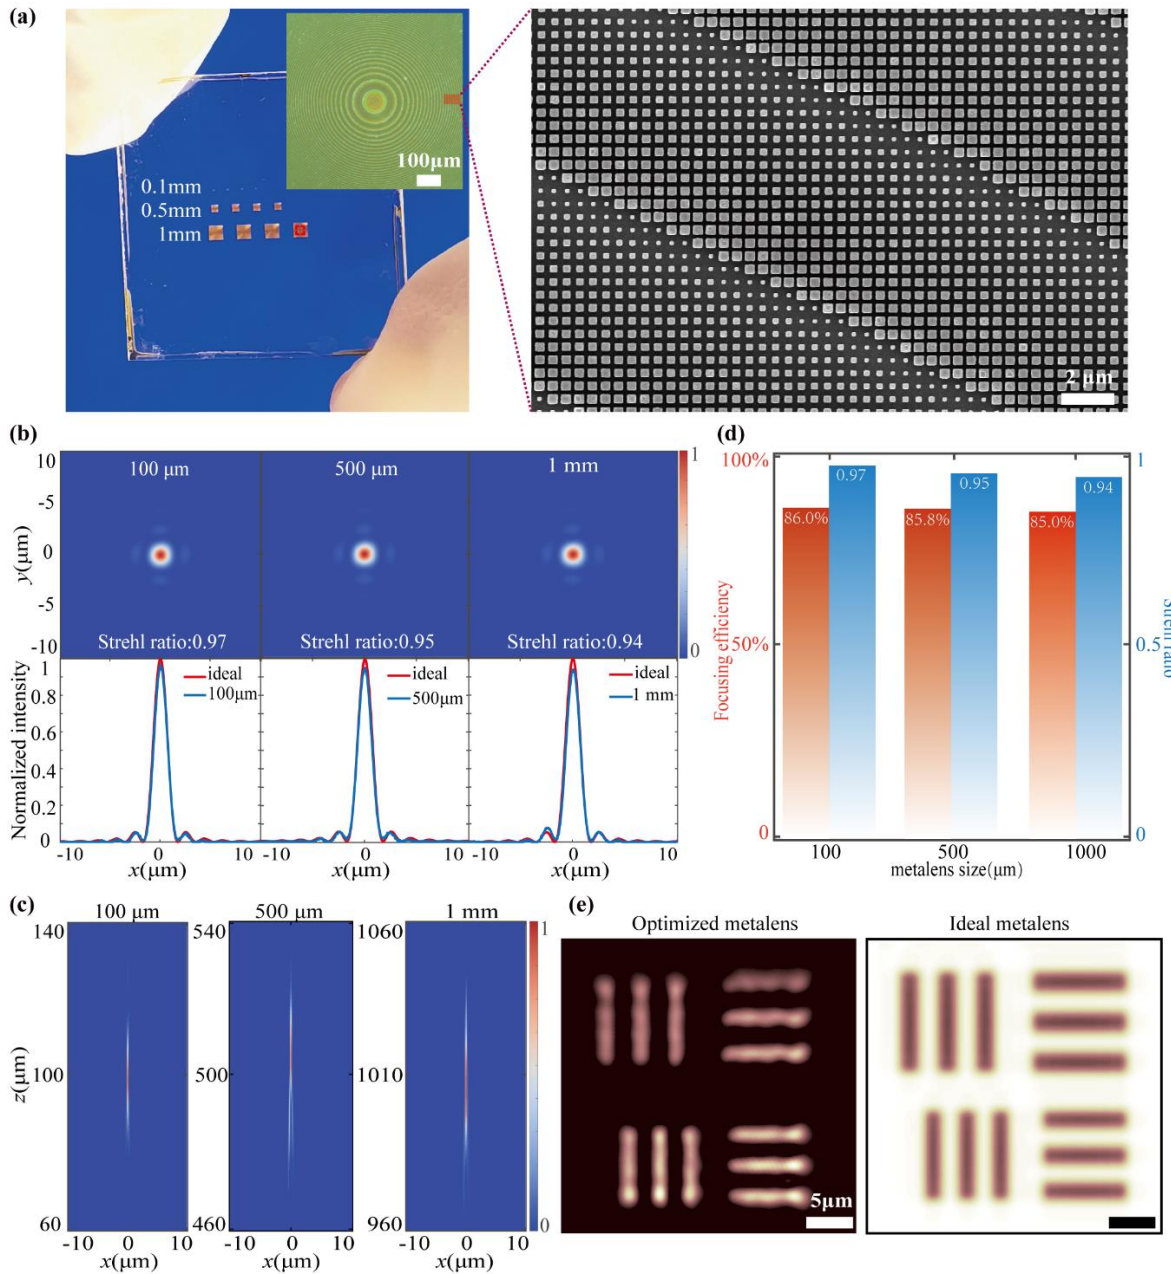 (a)
100μm
0.1mm
0.5mm
1mm
2 μm
(b)
10
-5
0
-5
-10
y(μm)
100 μm
500 μm
1 mm
Strehl ratio:0.97
Strehl ratio:0.95
Strehl ratio:0.94
1
0
1
0.8
0.6
0.4
0.2
0
Normalized intensity
ideal
100μm
ideal
500μm
ideal
1 mm
-10 0 10
-10 0 10
-10 0 10
x(μm)
x(μm)
x(μm)
(d)
100%
50%
0
Focusing efficiency
86.0%
0.97
85.8%
0.95
85.0%
0.94
1
0.5
0
Strehl ratio
100 500 1000
metalens size(μm)
(c)
100 μm
500 μm
1 mm
140
100
60
z(μm)
540
500
460
1060
1010
960
1
0
-10 0 10
-10 0 10
-10 0 10
x(μm)
x(μm)
x(μm)
(e)
Optimized metalens
Ideal metalens
5μm